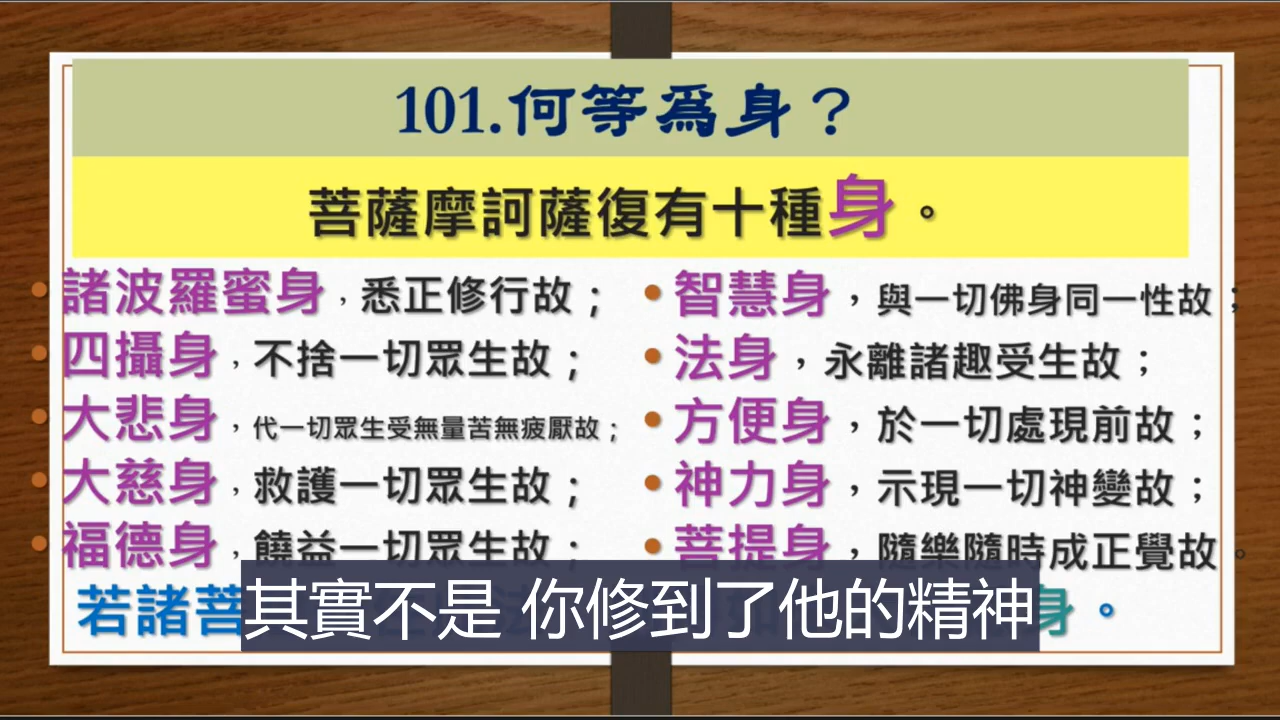 101.何等為身？
菩薩摩訶薩復有十種身。
諸波羅蜜身，悉正修行故；
四攝身，不捨一切眾生故；
大悲身，代一切眾生受無量苦無疲厭故；
大慈身，救護一切眾生故；
福德身，饒益一切眾生故；
智慧身，與一切佛身同一性故；
法身，永離諸趣受生故；
方便身，於一切處現前故；
神力身，示現一切神變故；
菩提身，隨樂隨時成正覺故。
若諸菩 身。
其實不是 你修到了他的精神